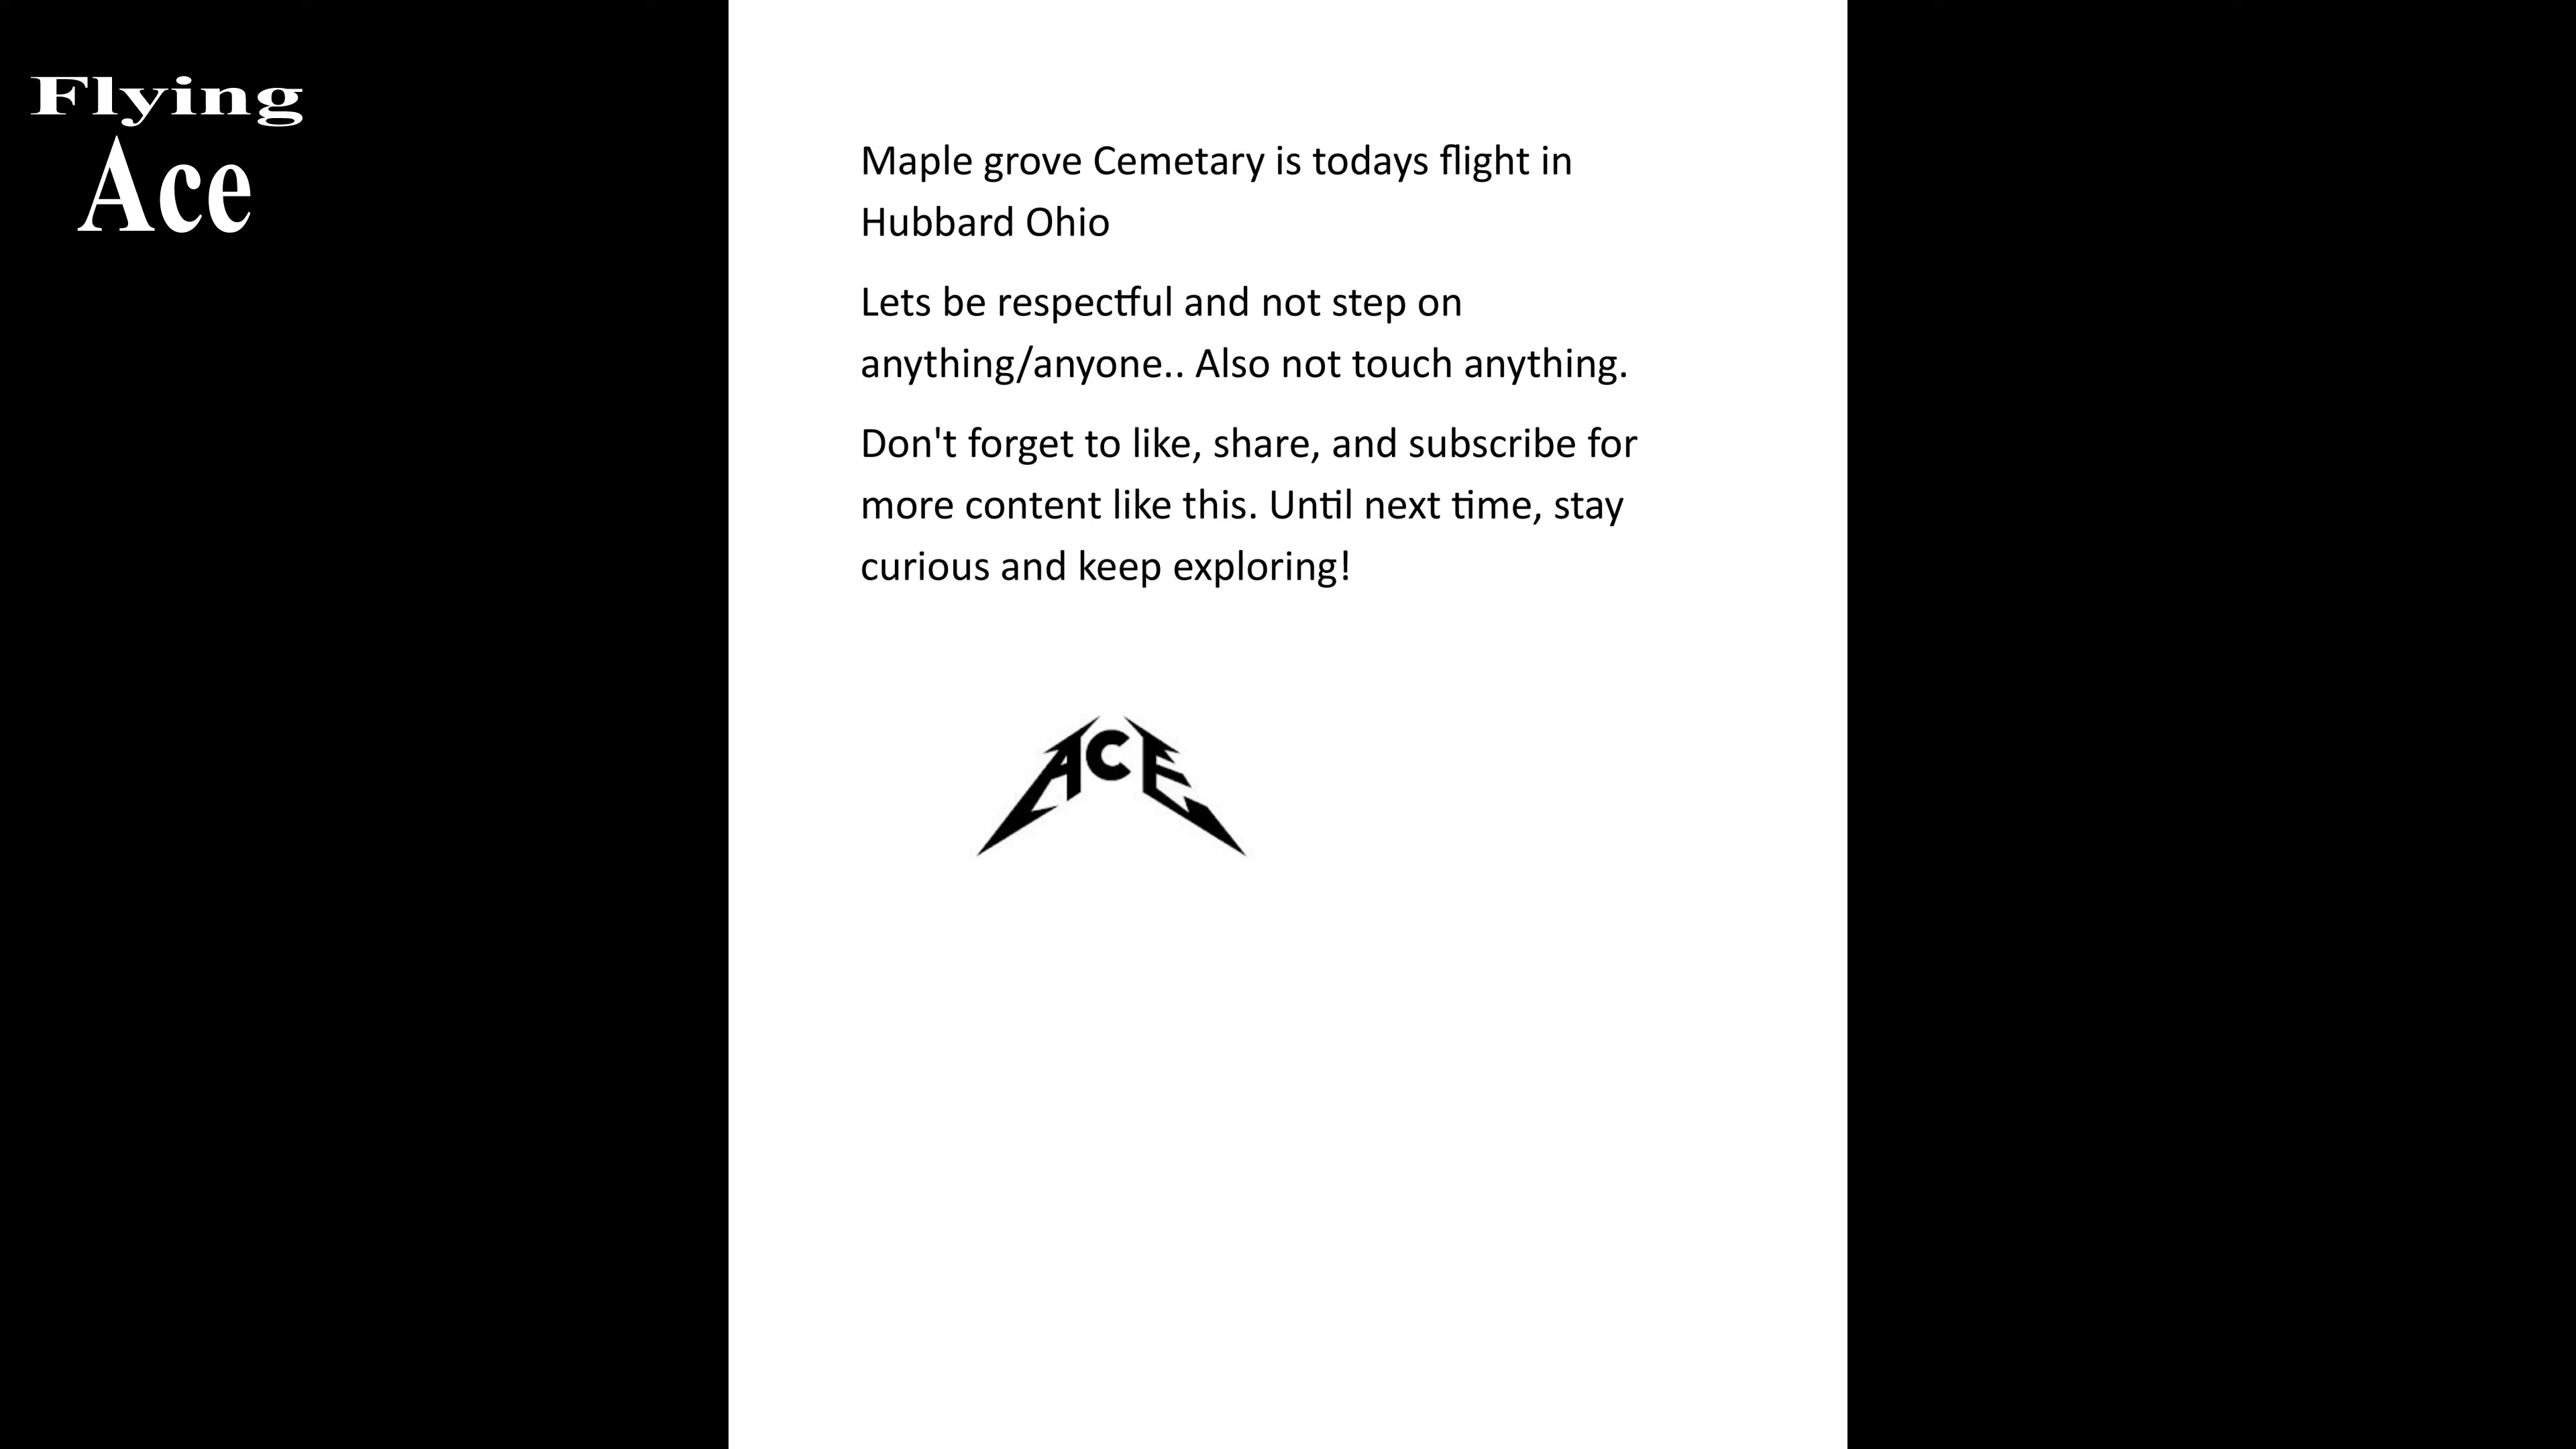 Flying
Ace
Maple grove Cemetary is todays flight in
Hubbard Ohio
Lets be respectful and not step on
anything/anyone.. Also not touch anything.
Don't forget to like, share, and subscribe for
more content like this. Until next time, stay
curious and keep exploring!
ACE